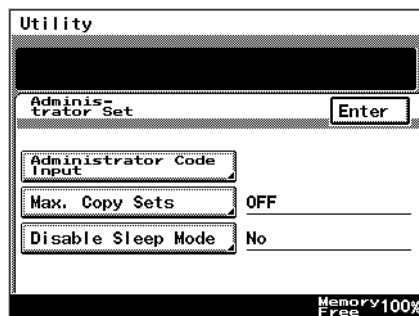 Utility
Adminis-
trator Set
Enter
Administrator Code
Input
Max. Copy Sets
OFF
Disable Sleep Mode
No
Memory
Free 100%